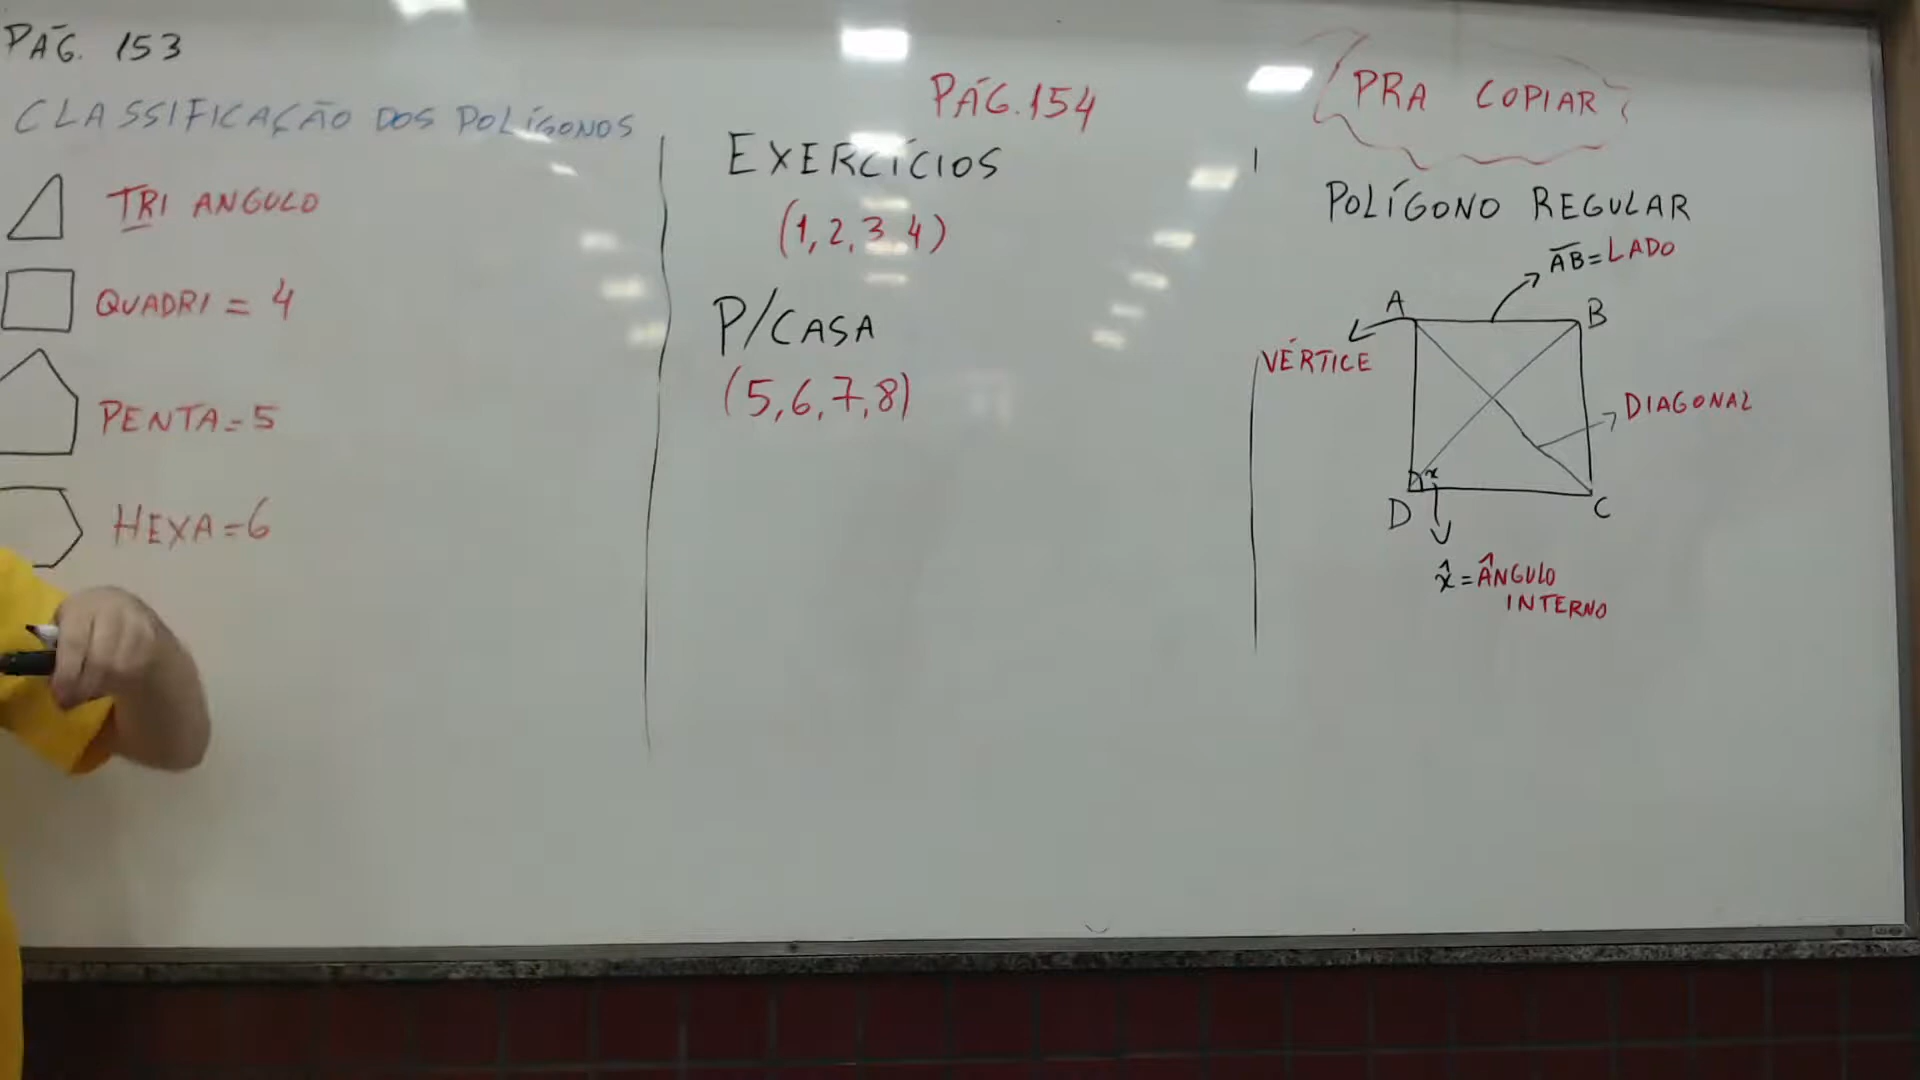 PÁG. 153
CLASSIFICAÇÃO DOS POLÍGONOS
TRI ANGULO
QUADRI = 4
PENTA = 5
HEXA = 6
PÁG. 154
EXERCÍCIOS
(1, 2, 3 4)
P/CASA
(5, 6, 7, 8)
PRA COPIAR
POLÍGONO REGULAR
AB = LADO
A
B
VÉRTICE
DIAGONAL
x
D
C
x̂ = ÂNGULO
INTERNO